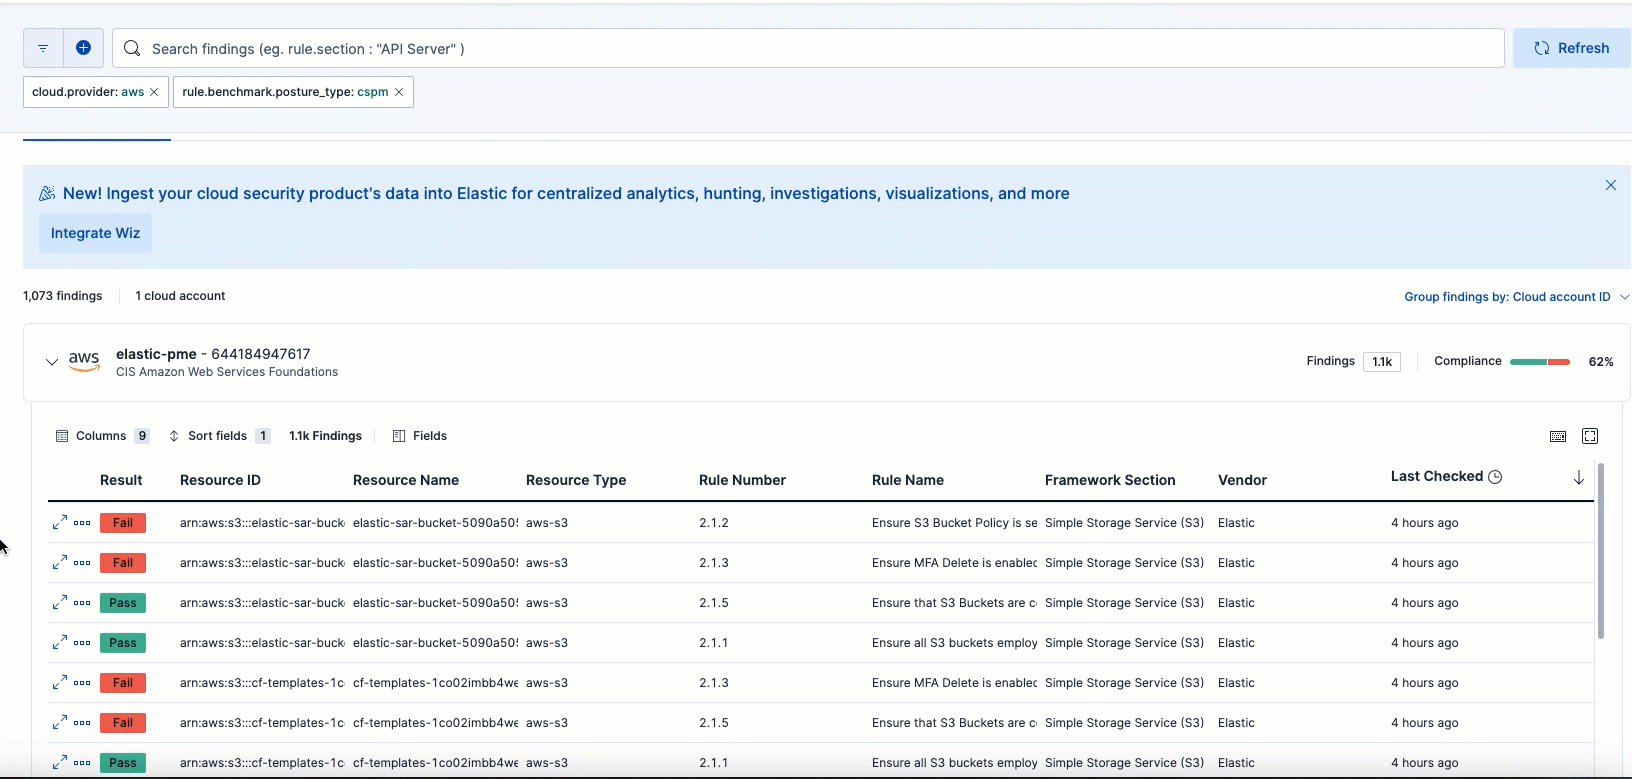 Search findings (eg. rule.section : "API Server" )
Refresh
cloud.provider: aws
rule.benchmark.posture_type: cspm
New! Ingest your cloud security product's data into Elastic for centralized analytics, hunting, investigations, visualizations, and more
Integrate Wiz
1,073 findings 1 cloud account
Group findings by: Cloud account ID
aws
elastic-pme - 644184947617
CIS Amazon Web Services Foundations
Findings 1.1k Compliance 62%
Columns 9 Sort fields 1 1.1k Findings Fields
Result Resource ID Resource Name Resource Type Rule Number Rule Name Framework Section Vendor Last Checked
Fail arn:aws:s3:::elastic-sar-buck elastic-sar-bucket-5090a505 aws-s3 2.1.2 Ensure S3 Bucket Policy is se Simple Storage Service (S3) Elastic 4 hours ago
Fail arn:aws:s3:::elastic-sar-buck elastic-sar-bucket-5090a505 aws-s3 2.1.3 Ensure MFA Delete is enabled Simple Storage Service (S3) Elastic 4 hours ago
Pass arn:aws:s3:::elastic-sar-buck elastic-sar-bucket-5090a505 aws-s3 2.1.5 Ensure that S3 Buckets are c Simple Storage Service (S3) Elastic 4 hours ago
Pass arn:aws:s3:::elastic-sar-buck elastic-sar-bucket-5090a505 aws-s3 2.1.1 Ensure all S3 buckets employ Simple Storage Service (S3) Elastic 4 hours ago
Fail arn:aws:s3:::cf-templates-1c cf-templates-1co02imbb4we aws-s3 2.1.3 Ensure MFA Delete is enabled Simple Storage Service (S3) Elastic 4 hours ago
Fail arn:aws:s3:::cf-templates-1c cf-templates-1co02imbb4we aws-s3 2.1.5 Ensure that S3 Buckets are c Simple Storage Service (S3) Elastic 4 hours ago
Pass arn:aws:s3:::cf-templates-1c cf-templates-1co02imbb4we aws-s3 2.1.1 Ensure all S3 buckets employ Simple Storage Service (S3) Elastic 4 hours ago